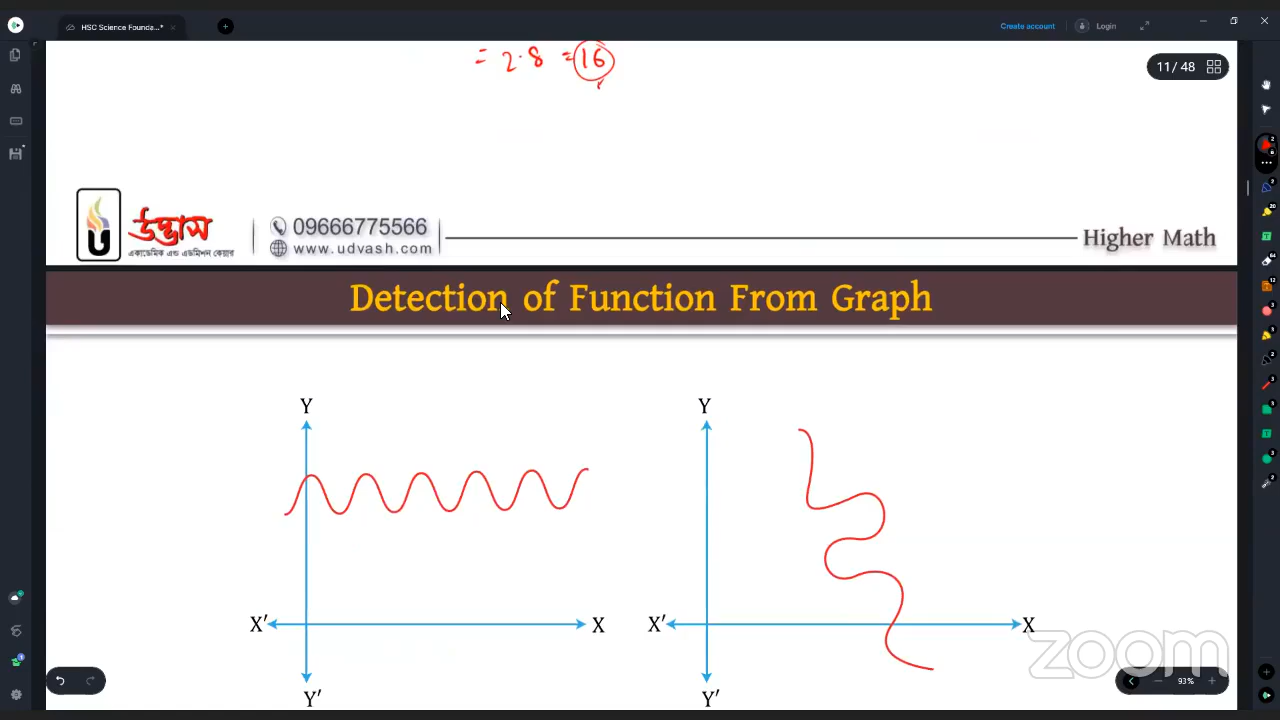 HSC Science Founda...*
Create account
Login
= 2·8 = 16
11 / 48
উদ্ভাস
একাডেমিক এন্ড এডমিশন কেয়ার
U
09666775566
www.udvash.com
Higher Math
Detection of Function From Graph
Y
Y
X′
X
X′
X
Y′
Y′
zoom
93%